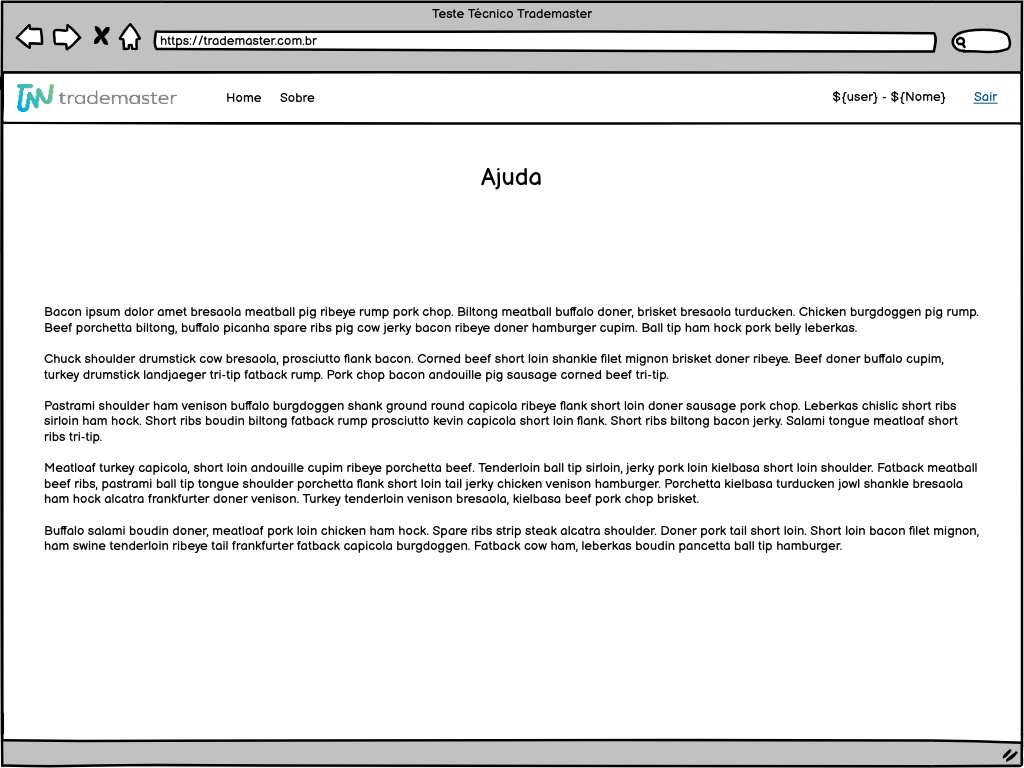 Teste Técnico Trademaster
https://trademaster.com.br
trademaster Home Sobre ${user} - ${Nome} Sair
Ajuda
Bacon ipsum dolor amet bresaola meatball pig ribeye rump pork chop. Biltong meatball buffalo doner, brisket bresaola turducken. Chicken burgdoggen pig rump.
Beef porchetta biltong, buffalo picanha spare ribs pig cow jerky bacon ribeye doner hamburger cupim. Ball tip ham hock pork belly leberkas.
Chuck shoulder drumstick cow bresaola, prosciutto flank bacon. Corned beef short loin shankle filet mignon brisket doner ribeye. Beef doner buffalo cupim,
turkey drumstick landjaeger tri-tip fatback rump. Pork chop bacon andouille pig sausage corned beef tri-tip.
Pastrami shoulder ham venison buffalo burgdoggen shank ground round capicola ribeye flank short loin doner sausage pork chop. Leberkas chislic short ribs
sirloin ham hock. Short ribs boudin biltong fatback rump prosciutto kevin capicola short loin flank. Short ribs biltong bacon jerky. Salami tongue meatloaf short
ribs tri-tip.
Meatloaf turkey capicola, short loin andouille cupim ribeye porchetta beef. Tenderloin ball tip sirloin, jerky pork loin kielbasa short loin shoulder. Fatback meatball
beef ribs, pastrami ball tip tongue shoulder porchetta flank short loin tail jerky chicken venison hamburger. Porchetta kielbasa turducken jowl shankle bresaola
ham hock alcatra frankfurter doner venison. Turkey tenderloin venison bresaola, kielbasa beef pork chop brisket.
Buffalo salami boudin doner, meatloaf pork loin chicken ham hock. Spare ribs strip steak alcatra shoulder. Doner pork tail short loin. Short loin bacon filet mignon,
ham swine tenderloin ribeye tail frankfurter fatback capicola burgdoggen. Fatback cow ham, leberkas boudin pancetta ball tip hamburger.